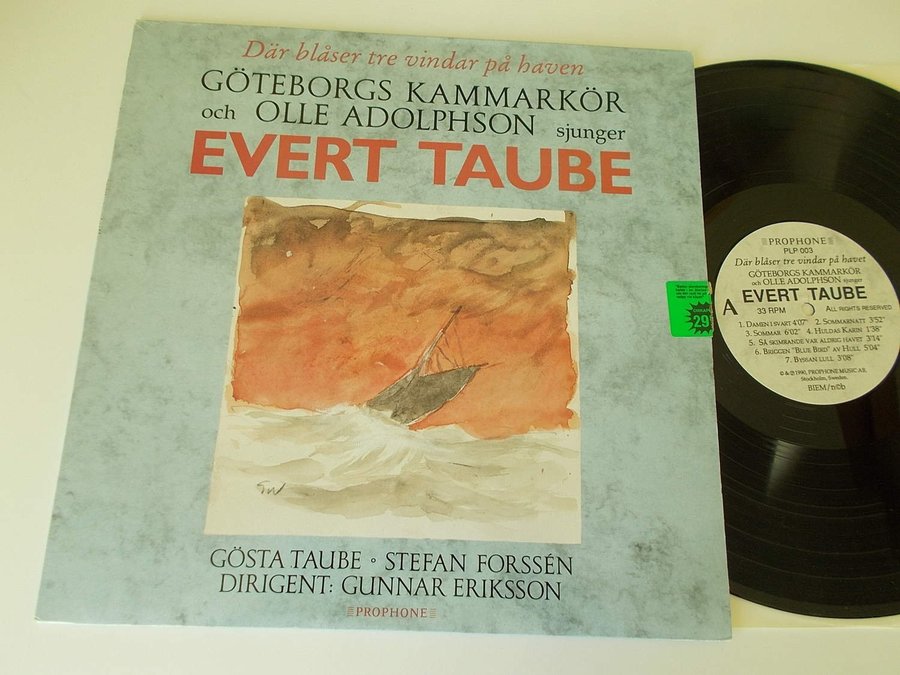 Där blåser tre vindar på haven
GÖTEBORGS KAMMARKÖR
och OLLE ADOLPHSON sjunger
EVERT TAUBE
GÖSTA TAUBE ∘ STEFAN FORSSÉN
DIRIGENT: GUNNAR ERIKSSON
PROPHONE
29
PROPHONE
PLP 003
Där blåser tre vindar på havet
GÖTEBORGS KAMMARKÖR
och OLLE ADOLPHSON sjunger
A EVERT TAUBE
33 RPM ALL RIGHTS RESERVED
1. DAMEN I SVART 4'07" 2. SOMMARNATT 3'52"
3. SOMMAR 6'02" 4. HULDAS KARIN 1'38"
5. SÅ SKIMRANDE VAR ALDRIG HAVET 3'14"
6. BRIGGEN "BLUE BIRD" AV HULL 5'04"
7. BYSSAN LULL 3'08"
© & ℗ 1990, PROPHONE MUSIC AB,
Stockholm, Sweden.
BIEM/n©b